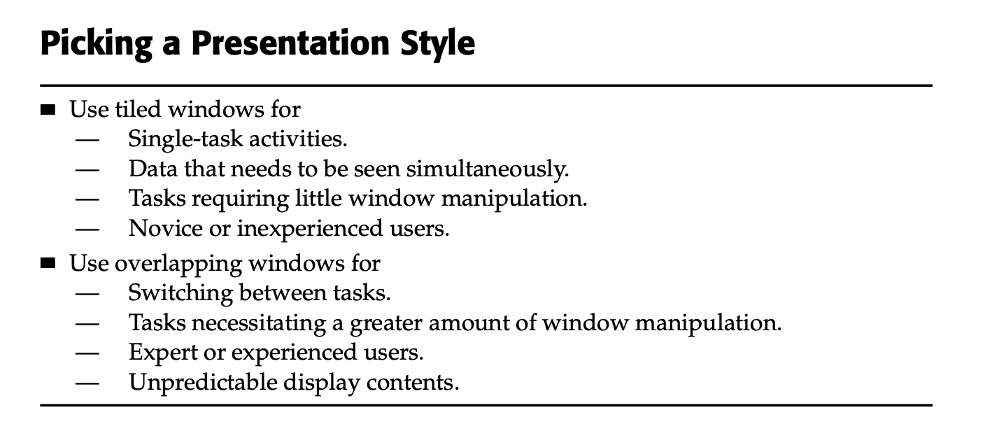 Picking a Presentation Style
■ Use tiled windows for
— Single-task activities.
— Data that needs to be seen simultaneously.
— Tasks requiring little window manipulation.
— Novice or inexperienced users.
■ Use overlapping windows for
— Switching between tasks.
— Tasks necessitating a greater amount of window manipulation.
— Expert or experienced users.
— Unpredictable display contents.